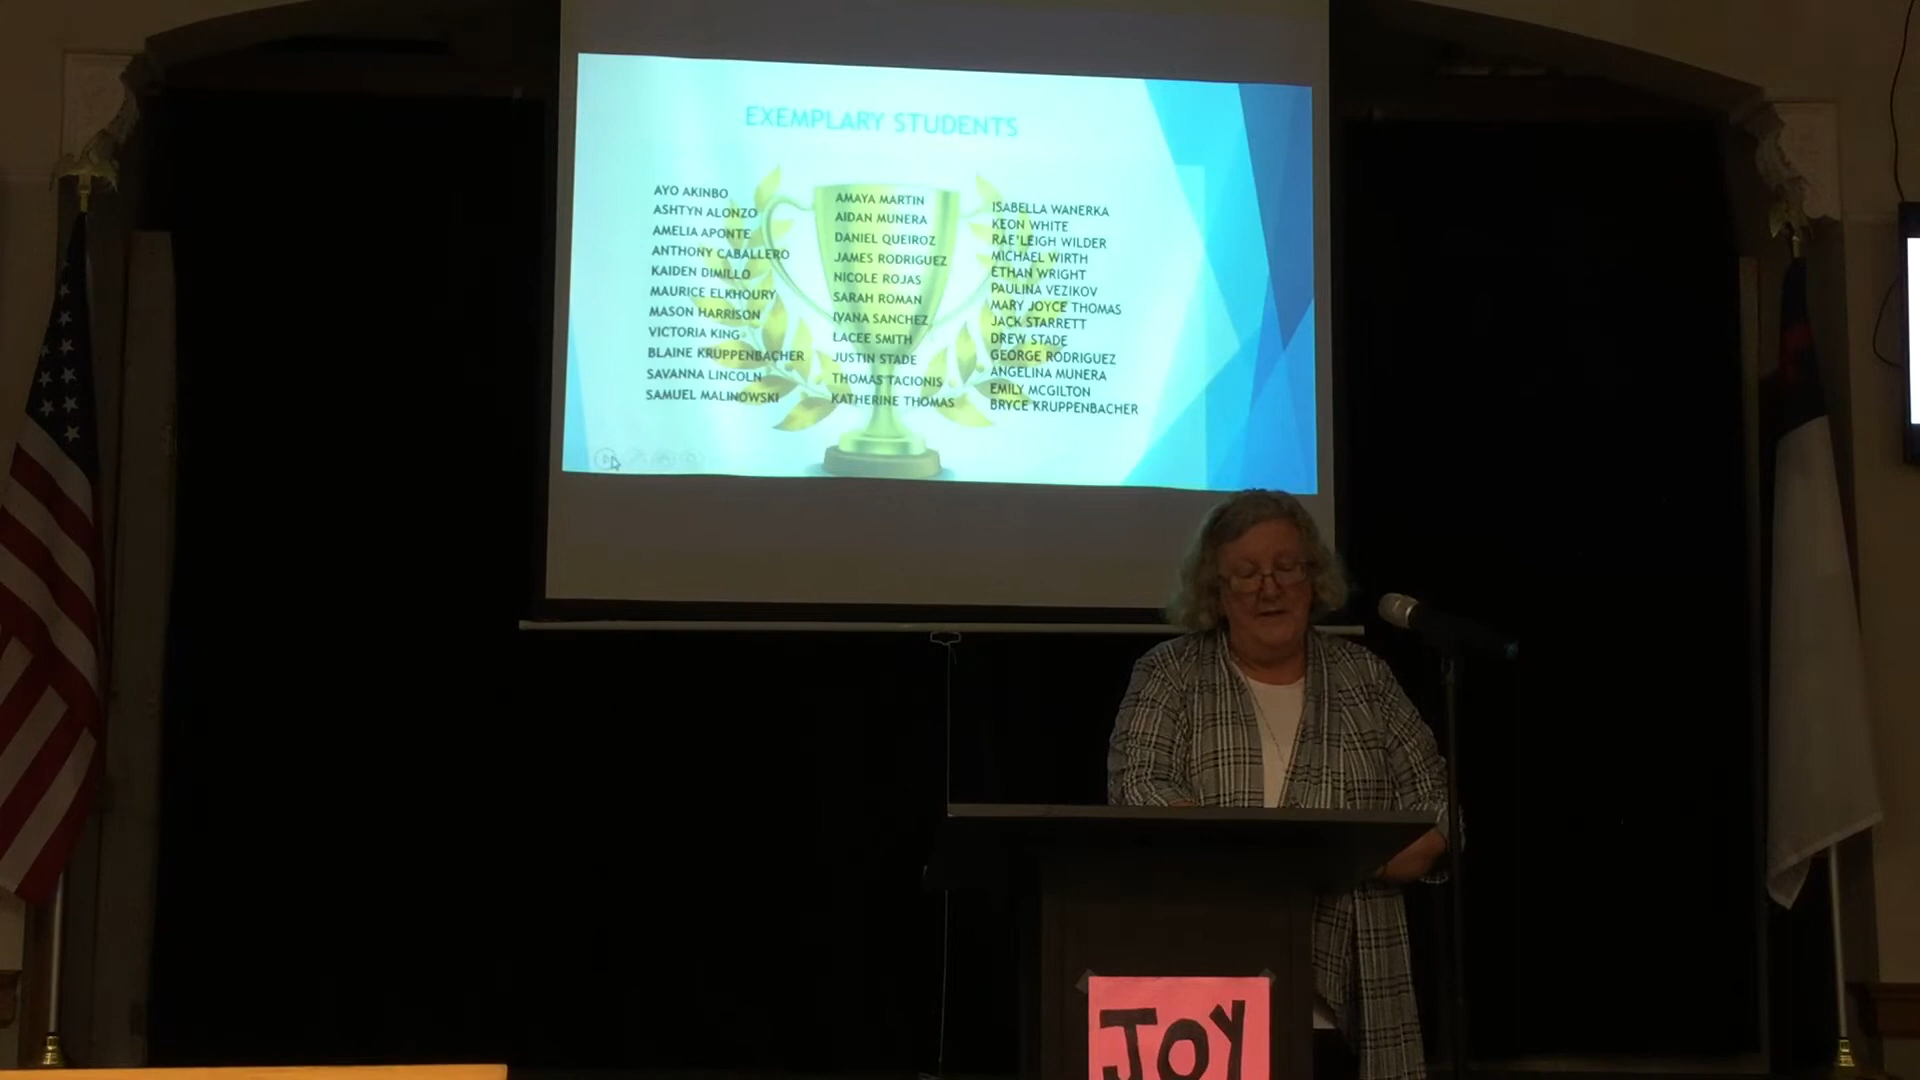 EXEMPLARY STUDENTS
AYO AKINBO
ASHTYN ALONZO
AMELIA APONTE
ANTHONY CABALLERO
KAIDEN DIMILLO
MAURICE ELKHOURY
MASON HARRISON
VICTORIA KING
BLAINE KRUPPENBACHER
SAVANNA LINCOLN
SAMUEL MALINOWSKI
AMAYA MARTIN
AIDAN MUNERA
DANIEL QUEIROZ
JAMES RODRIGUEZ
NICOLE ROJAS
SARAH ROMAN
IVANA SANCHEZ
LACEE SMITH
JUSTIN STADE
THOMAS TACIONIS
KATHERINE THOMAS
ISABELLA WANERKA
KEON WHITE
RAE'LEIGH WILDER
MICHAEL WIRTH
ETHAN WRIGHT
PAULINA VEZIKOV
MARY JOYCE THOMAS
JACK STARRETT
DREW STADE
GEORGE RODRIGUEZ
ANGELINA MUNERA
EMILY MCGILTON
BRYCE KRUPPENBACHER
JOY